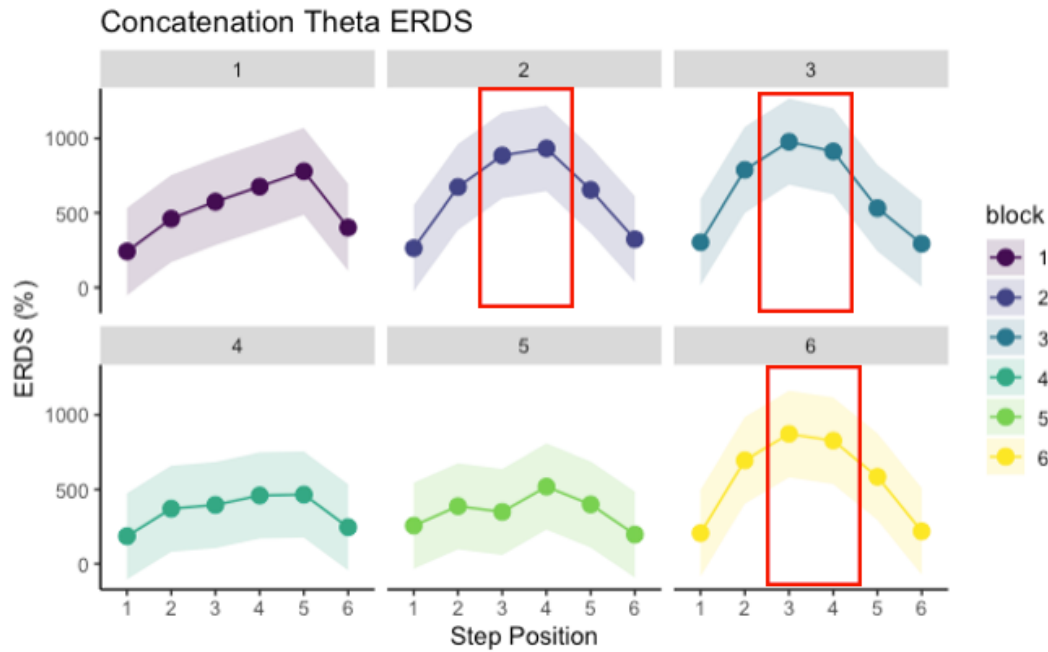 Concatenation Theta ERDS
1 2 3
1000
500
0
4 5 6
1000
500
0
ERDS (%)
1 2 3 4 5 6 1 2 3 4 5 6 1 2 3 4 5 6
Step Position
block
1
2
3
4
5
6